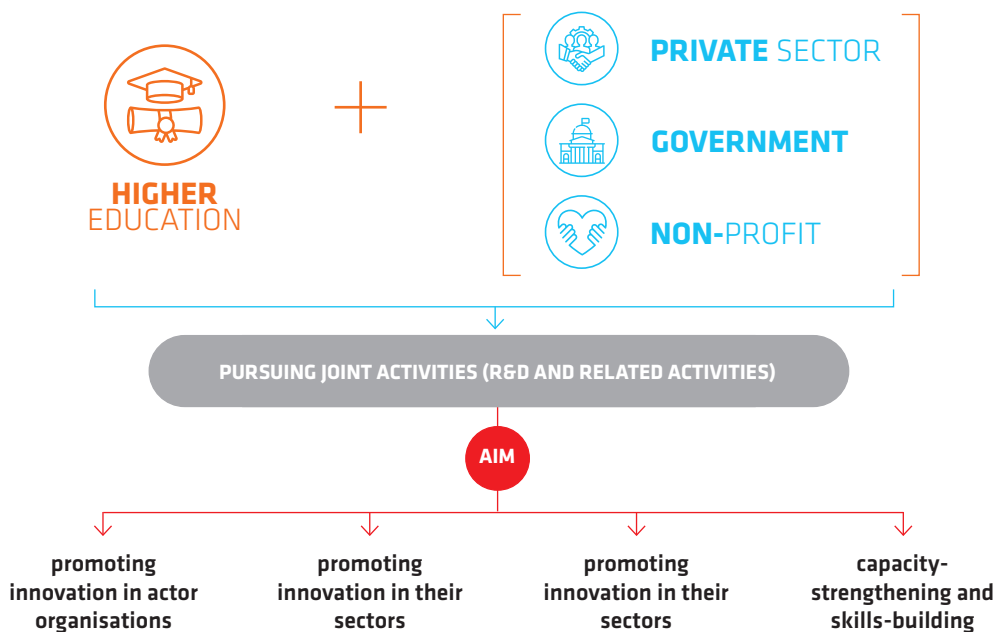 HIGHER
EDUCATION
PRIVATE SECTOR
GOVERNMENT
NON-PROFIT
PURSUING JOINT ACTIVITIES (R&D AND RELATED ACTIVITIES)
AIM
promoting
innovation in actor
organisations
promoting
innovation in their
sectors
promoting
innovation in their
sectors
capacity-
strengthening and
skills-building